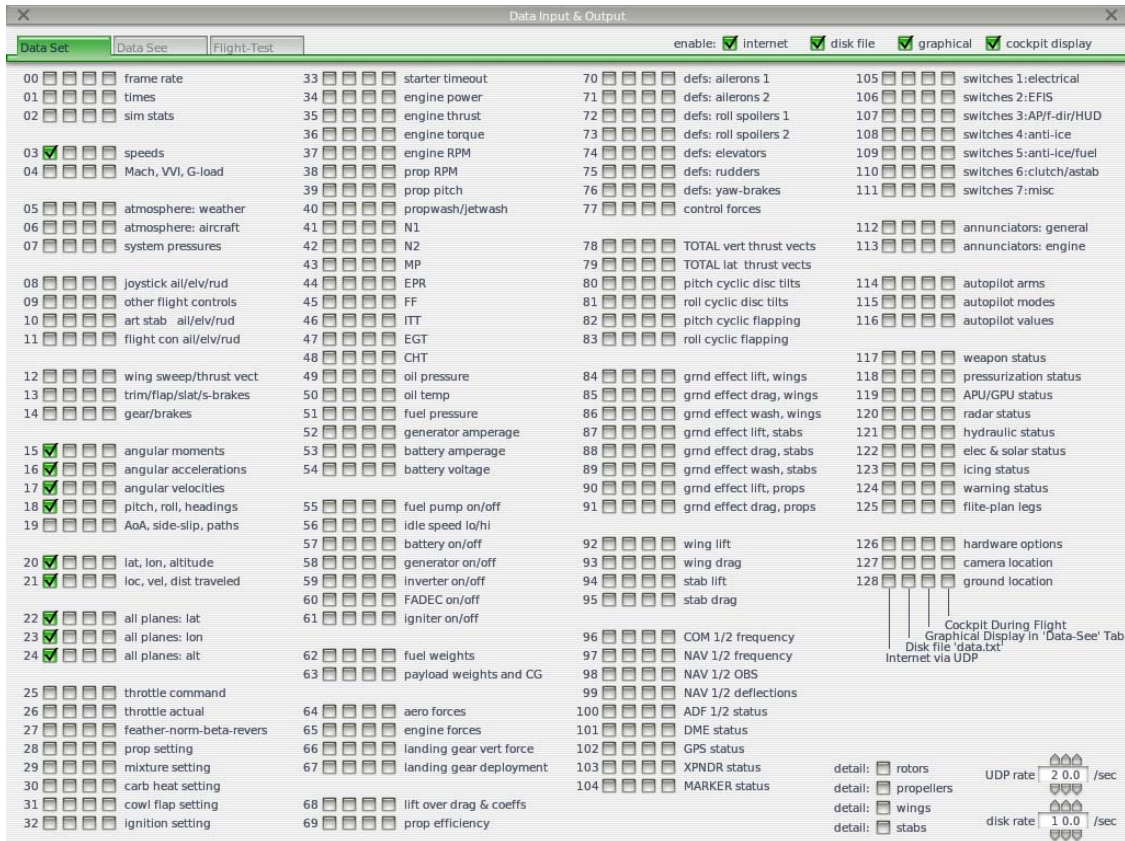 Data Input & Output
Data Set
Data See
Flight-Test
enable: internet disk file graphical cockpit display
00 frame rate
01 times
02 sim stats
03 speeds
04 Mach, VVI, G-load
05 atmosphere: weather
06 atmosphere: aircraft
07 system pressures
08 joystick ail/elv/rud
09 other flight controls
10 art stab ail/elv/rud
11 flight con ail/elv/rud
12 wing sweep/thrust vect
13 trim/flap/slat/s-brakes
14 gear/brakes
15 angular moments
16 angular accelerations
17 angular velocities
18 pitch, roll, headings
19 AoA, side-slip, paths
20 lat, lon, altitude
21 loc, vel, dist traveled
22 all planes: lat
23 all planes: lon
24 all planes: alt
25 throttle command
26 throttle actual
27 feather-norm-beta-revers
28 prop setting
29 mixture setting
30 carb heat setting
31 cowl flap setting
32 ignition setting
33 starter timeout
34 engine power
35 engine thrust
36 engine torque
37 engine RPM
38 prop RPM
39 prop pitch
40 propwash/jetwash
41 N1
42 N2
43 MP
44 EPR
45 FF
46 ITT
47 EGT
48 CHT
49 oil pressure
50 oil temp
51 fuel pressure
52 generator amperage
53 battery amperage
54 battery voltage
55 fuel pump on/off
56 idle speed lo/hi
57 battery on/off
58 generator on/off
59 inverter on/off
60 FADEC on/off
61 igniter on/off
62 fuel weights
63 payload weights and CG
64 aero forces
65 engine forces
66 landing gear vert force
67 landing gear deployment
68 lift over drag & coeffs
69 prop efficiency
70 defs: ailerons 1
71 defs: ailerons 2
72 defs: roll spoilers 1
73 defs: roll spoilers 2
74 defs: elevators
75 defs: rudders
76 defs: yaw-brakes
77 control forces
78 TOTAL vert thrust vects
79 TOTAL lat thrust vects
80 pitch cyclic disc tilts
81 roll cyclic disc tilts
82 pitch cyclic flapping
83 roll cyclic flapping
84 grnd effect lift, wings
85 grnd effect drag, wings
86 grnd effect wash, wings
87 grnd effect lift, stabs
88 grnd effect drag, stabs
89 grnd effect wash, stabs
90 grnd effect lift, props
91 grnd effect drag, props
92 wing lift
93 wing drag
94 stab lift
95 stab drag
96 COM 1/2 frequency
97 NAV 1/2 frequency
98 NAV 1/2 OBS
99 NAV 1/2 deflections
100 ADF 1/2 status
101 DME status
102 GPS status
103 XPNDR status
104 MARKER status
105 switches 1:electrical
106 switches 2:EFIS
107 switches 3:AP/f-dir/HUD
108 switches 4:anti-ice
109 switches 5:anti-ice/fuel
110 switches 6:clutch/astab
111 switches 7:misc
112 annunciators: general
113 annunciators: engine
114 autopilot arms
115 autopilot modes
116 autopilot values
117 weapon status
118 pressurization status
119 APU/GPU status
120 radar status
121 hydraulic status
122 elec & solar status
123 icing status
124 warning status
125 flite-plan legs
126 hardware options
127 camera location
128 ground location
Cockpit During Flight
Graphical Display in 'Data-See' Tab
Disk file 'data.txt'
Internet via UDP
detail: rotors
detail: propellers
detail: wings
detail: stabs
UDP rate 20.0 /sec
disk rate 10.0 /sec